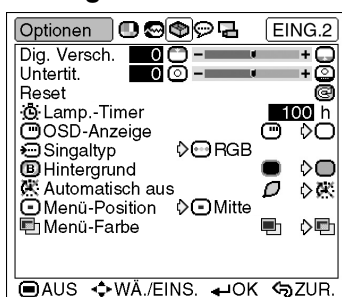 Optionen EING.2
Dig. Versch. 0 - +
Untertit. 0 - +
Reset
Lamp.-Timer 100 h
OSD-Anzeige
Singaltyp RGB
B Hintergrund
Automatisch aus
Menü-Position Mitte
Menü-Farbe
AUS WÄ./EINS. OK ZUR.